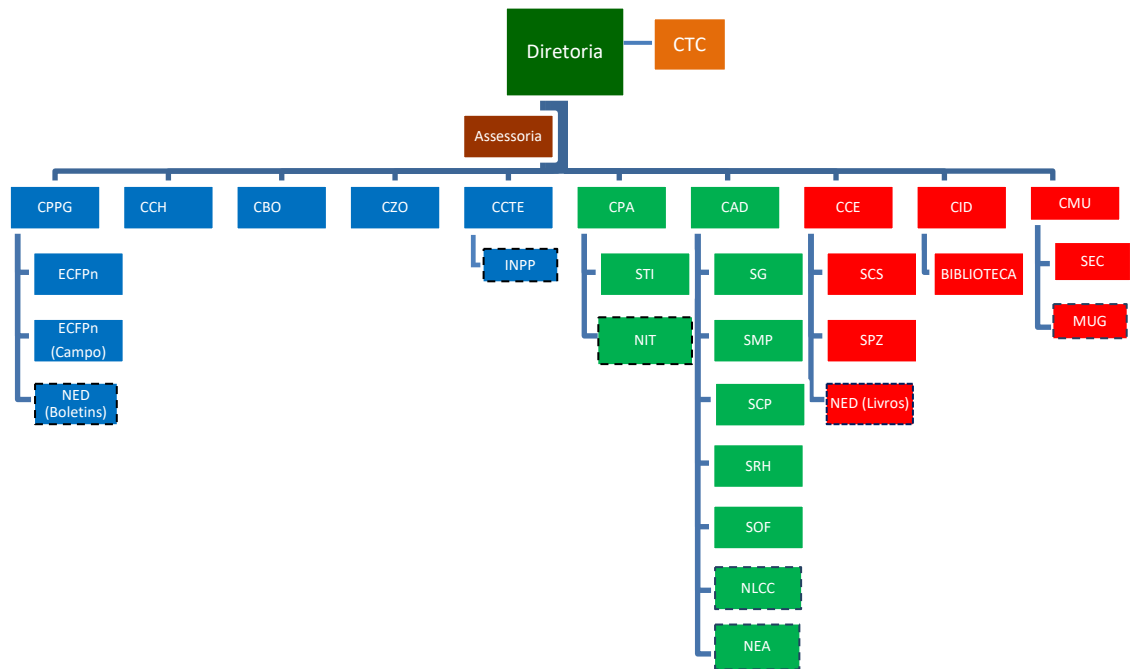 Diretoria
CTC
Assessoria
CPPG
CCH
CBO
CZO
CCTE
CPA
CAD
CCE
CID
CMU
ECFPn
INPP
STI
SG
SCS
BIBLIOTECA
SEC
ECFPn
(Campo)
NIT
SMP
SPZ
MUG
NED
(Boletins)
SCP
NED (Livros)
SRH
SOF
NLCC
NEA